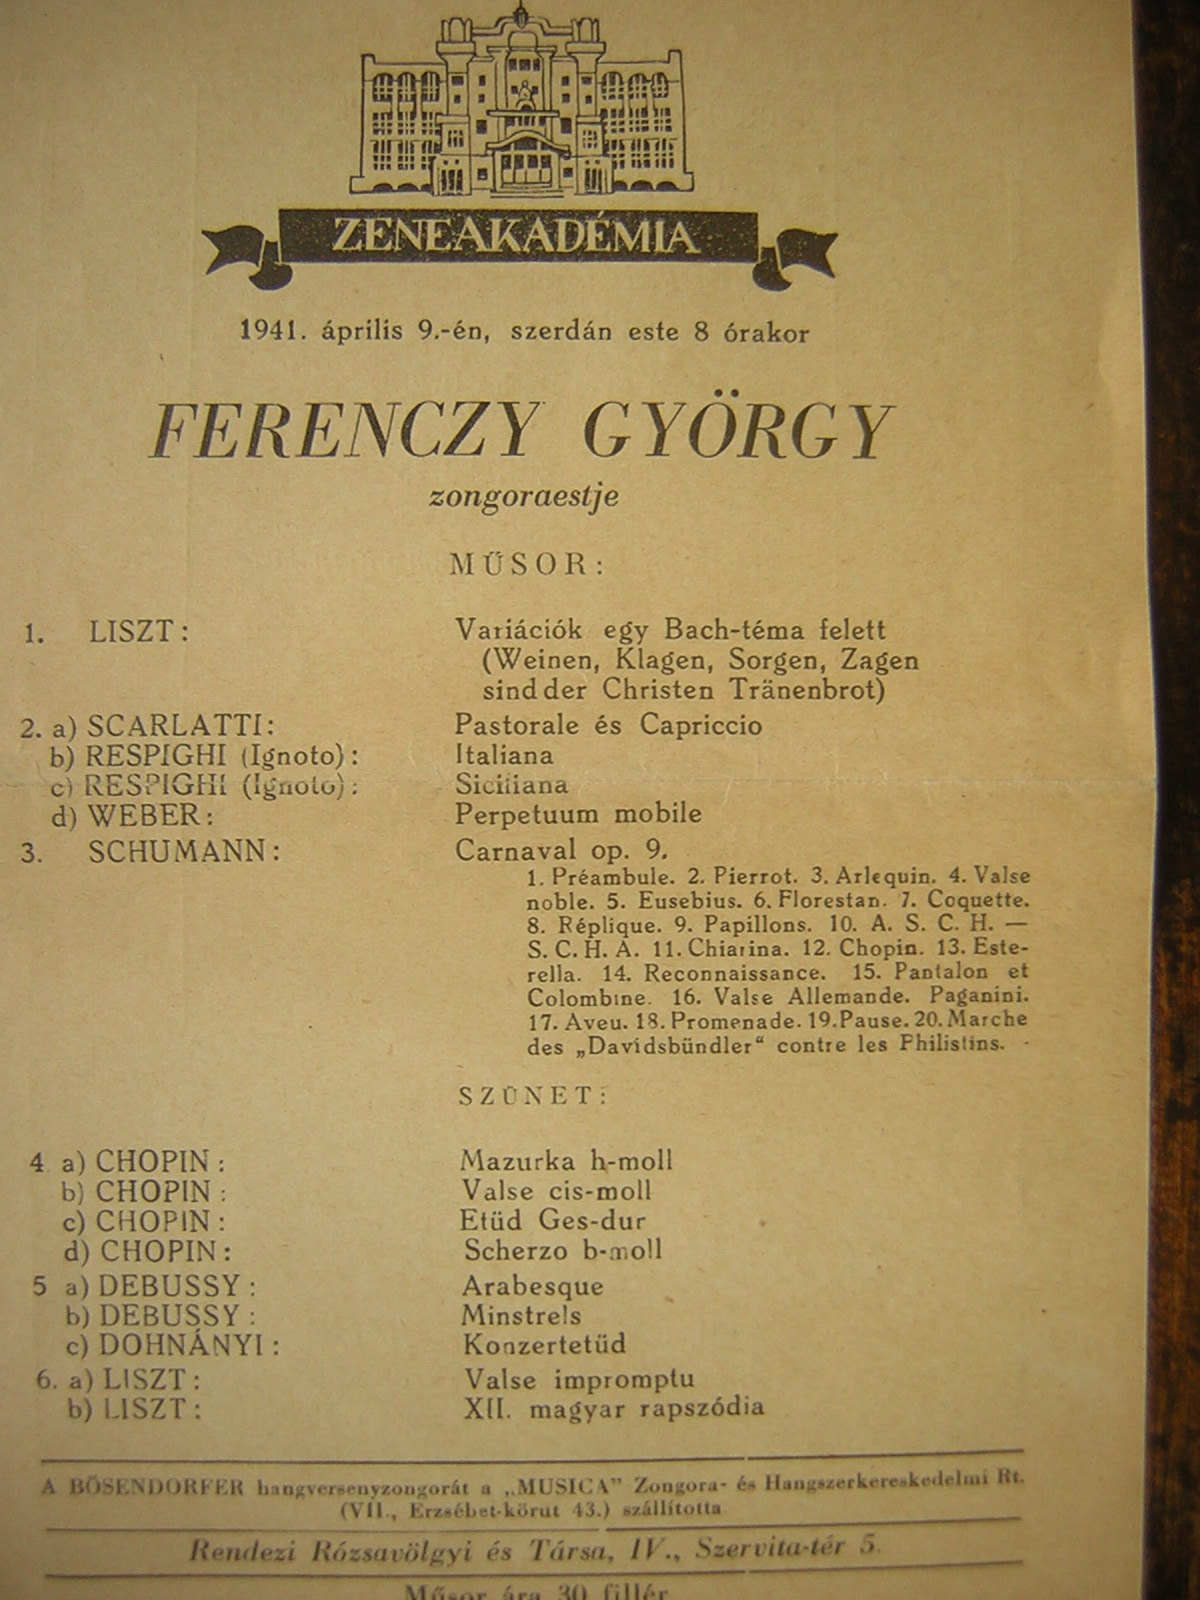 ZENEAKADÉMIA
1941. április 9.-én, szerdán este 8 órakor
FERENCZY GYÖRGY
zongoraestje
MŰSOR:
1. LISZT: Variációk egy Bach-téma felett
(Weinen, Klagen, Sorgen, Zagen
sind der Christen Tränenbrot)
2. a) SCARLATTI: Pastorale és Capriccio
b) RESPIGHI (Ignoto): Italiana
c) RESPIGHI (Ignoto): Siciliana
d) WEBER: Perpetuum mobile
3. SCHUMANN: Carnaval op. 9.
1. Préambule. 2. Pierrot. 3. Arlequin. 4. Valse
noble. 5. Eusebius. 6. Florestan. 7. Coquette.
8. Réplique. 9. Papillons. 10. A. S. C. H. —
S. C. H. A. 11. Chiarina. 12. Chopin. 13. Este-
rella. 14. Reconnaissance. 15. Pantalon et
Colombine. 16. Valse Allemande. Paganini.
17. Aveu. 18. Promenade. 19. Pause. 20. Marche
des „Davidsbündler“ contre les Philistins.
SZÜNET:
4 a) CHOPIN: Mazurka h-moll
b) CHOPIN: Valse cis-moll
c) CHOPIN: Etüd Ges-dur
d) CHOPIN: Scherzo b-moll
5 a) DEBUSSY: Arabesque
b) DEBUSSY: Minstrels
c) DOHNÁNYI: Konzertetüd
6. a) LISZT: Valse impromptu
b) LISZT: XII. magyar rapszódia
A BÖSENDORFER hangversenyzongorát a „MUSICA” Zongora- és Hangszerkereskedelmi Rt.
(VII., Erzsébet-körut 43.) szállította
Rendezi Rózsavölgyi és Társa, IV., Szervita-tér 5.
Műsor ára 30 fillér